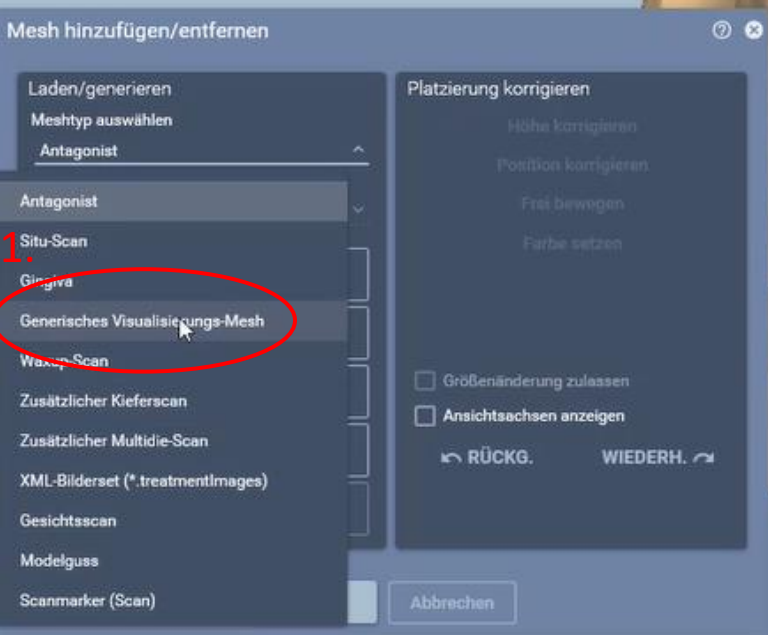 Mesh hinzufügen/entfernen
Laden/generieren
Meshtyp auswählen
Antagonist
Antagonist
1.
Situ-Scan
Gingiva
Generisches Visualisierungs-Mesh
Waxup-Scan
Zusätzlicher Kieferscan
Zusätzlicher Multidie-Scan
XML-Bilderset (*.treatmentImages)
Gesichtsscan
Modelguss
Scanmarker (Scan)
Platzierung korrigieren
Höhe korrigieren
Position korrigieren
Frei bewegen
Farbe setzen
Größenänderung zulassen
Ansichtsachsen anzeigen
RÜCKG. WIEDERH.
Abbrechen